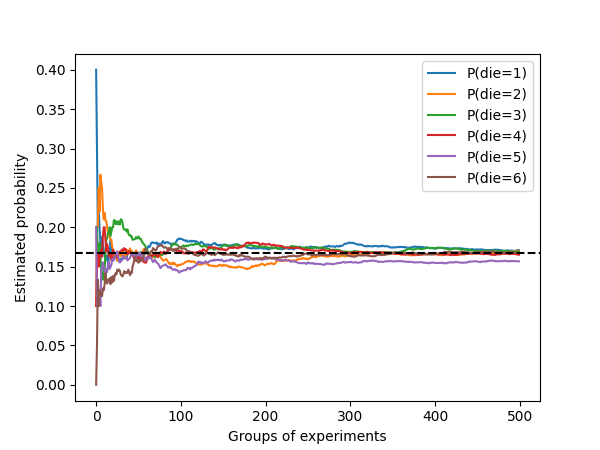 0.40
0.35
0.30
0.25
0.20
0.15
0.10
0.05
0.00
Estimated probability
P(die=1)
P(die=2)
P(die=3)
P(die=4)
P(die=5)
P(die=6)
0 100 200 300 400 500
Groups of experiments